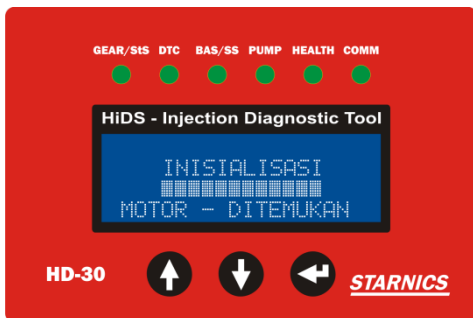 GEAR/StS DTC BAS/SS PUMP HEALTH COMM
HiDS - Injection Diagnostic Tool
INISIALISASI
MOTOR - DITEMUKAN
HD-30
STARNICS